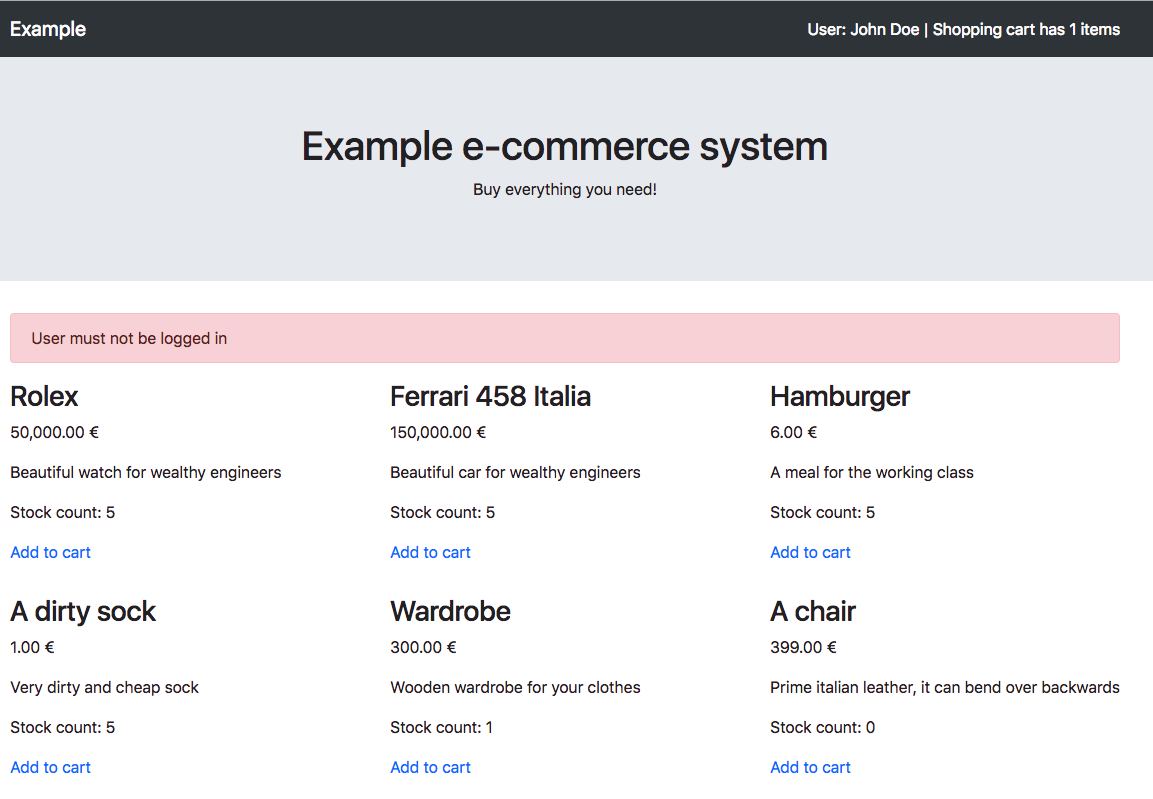 Example
User: John Doe | Shopping cart has 1 items
Example e-commerce system
Buy everything you need!
User must not be logged in
Rolex
50,000.00 €
Beautiful watch for wealthy engineers
Stock count: 5
Add to cart
Ferrari 458 Italia
150,000.00 €
Beautiful car for wealthy engineers
Stock count: 5
Add to cart
Hamburger
6.00 €
A meal for the working class
Stock count: 5
Add to cart
A dirty sock
1.00 €
Very dirty and cheap sock
Stock count: 5
Add to cart
Wardrobe
300.00 €
Wooden wardrobe for your clothes
Stock count: 1
Add to cart
A chair
399.00 €
Prime italian leather, it can bend over backwards
Stock count: 0
Add to cart